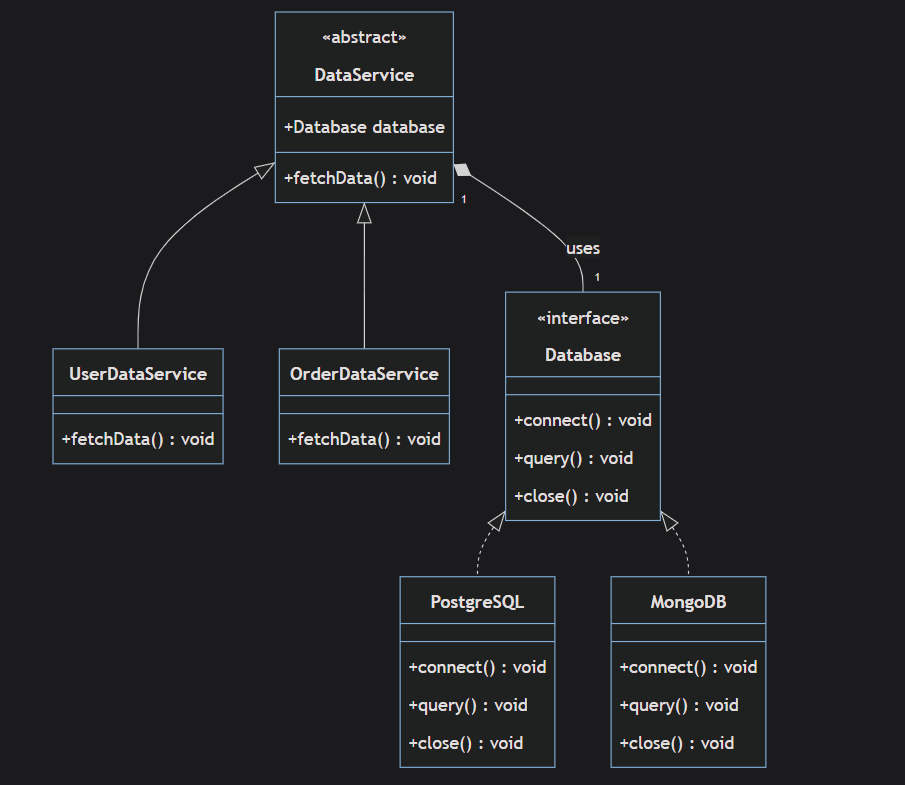 «abstract»
DataService
+Database database
+fetchData() : void
1
uses
1
«interface»
Database
+connect() : void
+query() : void
+close() : void
UserDataService
+fetchData() : void
OrderDataService
+fetchData() : void
PostgreSQL
+connect() : void
+query() : void
+close() : void
MongoDB
+connect() : void
+query() : void
+close() : void